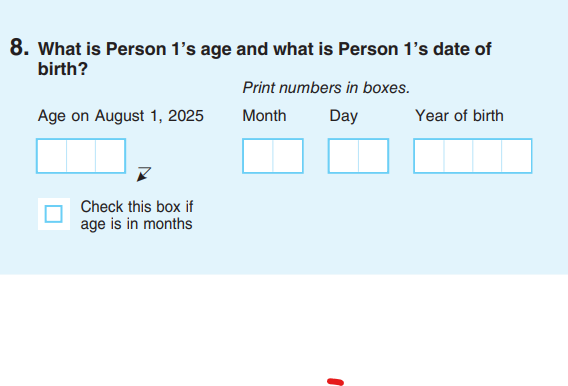 8. What is Person 1's age and what is Person 1's date of
birth?
Print numbers in boxes.
Age on August 1, 2025 Month Day Year of birth
Check this box if
age is in months